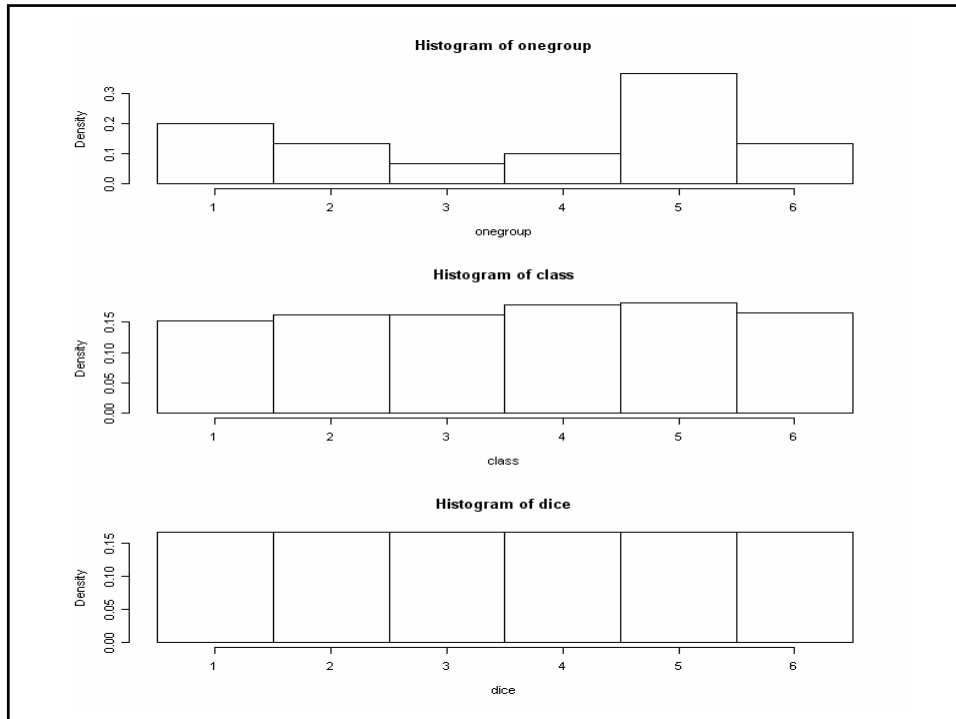 Histogram of onegroup
Density
0.0 0.1 0.2 0.3
1 2 3 4 5 6
onegroup
Histogram of class
Density
0.00 0.05 0.10 0.15
1 2 3 4 5 6
class
Histogram of dice
Density
0.00 0.05 0.10 0.15
1 2 3 4 5 6
dice